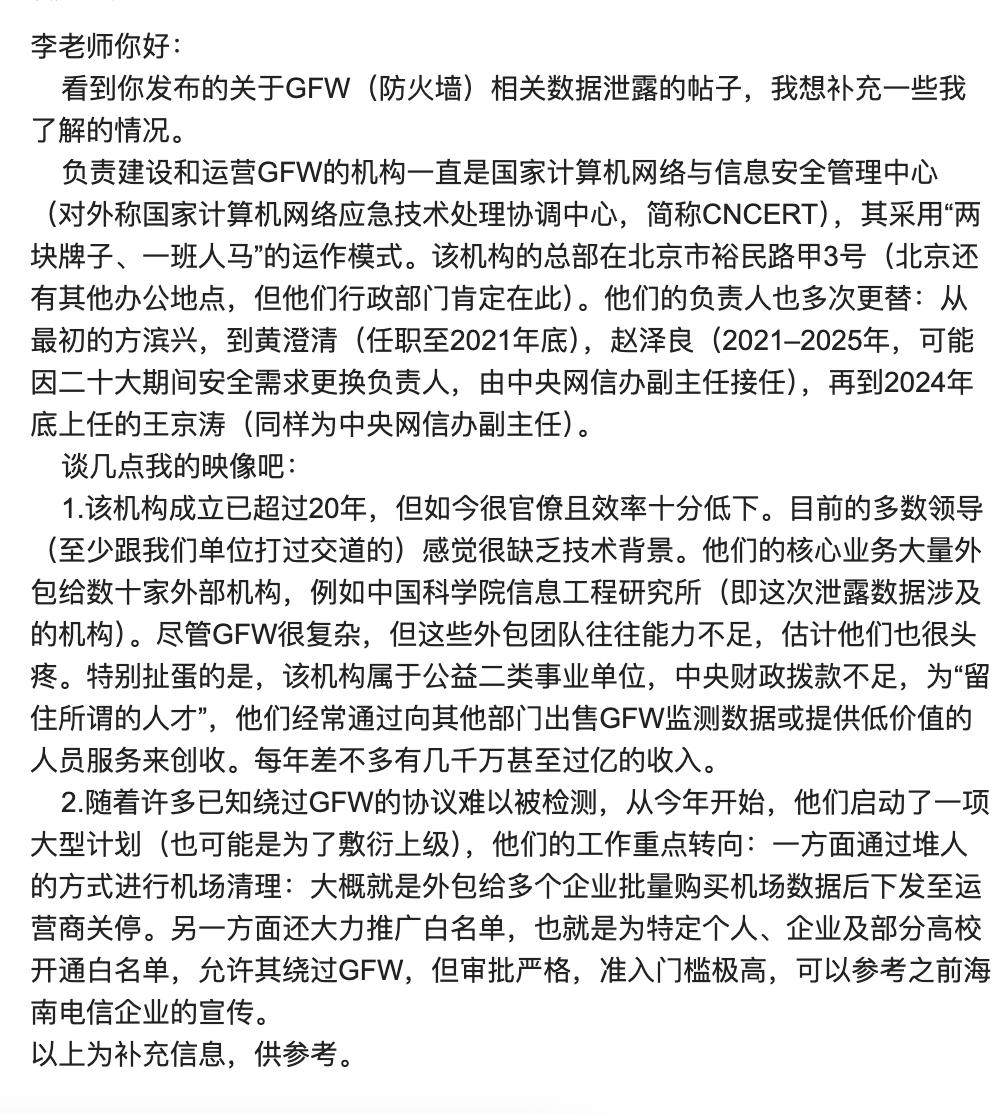 李老师你好：
看到你发布的关于GFW（防火墙）相关数据泄露的帖子，我想补充一些我
了解的情况。
负责建设和运营GFW的机构一直是国家计算机网络与信息安全管理中心
（对外称国家计算机网络应急技术处理协调中心，简称CNCERT），其采用“两
块牌子、一班人马”的运作模式。该机构的总部在北京市裕民路甲3号（北京还
有其他办公地点，但他们行政部门肯定在此）。他们的负责人也多次更替：从
最初的方滨兴，到黄澄清（任职至2021年底），赵泽良（2021–2025年，可能
因二十大期间安全需求更换负责人，由中央网信办副主任接任），再到2024年
底上任的王京涛（同样为中央网信办副主任）。
谈几点我的映像吧：
1.该机构成立已超过20年，但如今很官僚且效率十分低下。目前的多数领导
（至少跟我们单位打过交道的）感觉很缺乏技术背景。他们的核心业务大量外
包给数十家外部机构，例如中国科学院信息工程研究所（即这次泄露数据涉及
的机构）。尽管GFW很复杂，但这些外包团队往往能力不足，估计他们也很头
疼。特别扯蛋的是，该机构属于公益二类事业单位，中央财政拨款不足，为“留
住所谓的人才”，他们经常通过向其他部门出售GFW监测数据或提供低价值的
人员服务来创收。每年差不多有几千万甚至过亿的收入。
2.随着许多已知绕过GFW的协议难以被检测，从今年开始，他们启动了一项
大型计划（也可能是为了敷衍上级），他们的工作重点转向：一方面通过堆人
的方式进行机场清理：大概就是外包给多个企业批量购买机场数据后下发至运
营商关停。另一方面还大力推广白名单，也就是为特定个人、企业及部分高校
开通白名单，允许其绕过GFW，但审批严格，准入门槛极高，可以参考之前海
南电信企业的宣传。
以上为补充信息，供参考。